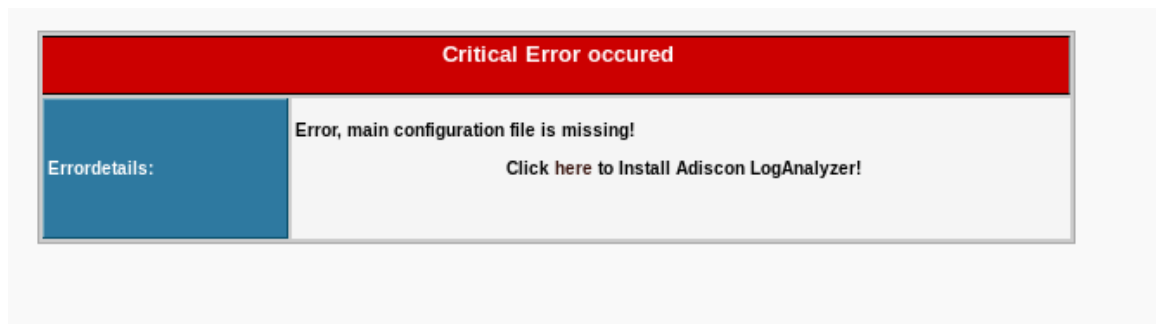 Critical Error occured
Error, main configuration file is missing!
Errordetails:
Click here to Install Adiscon LogAnalyzer!